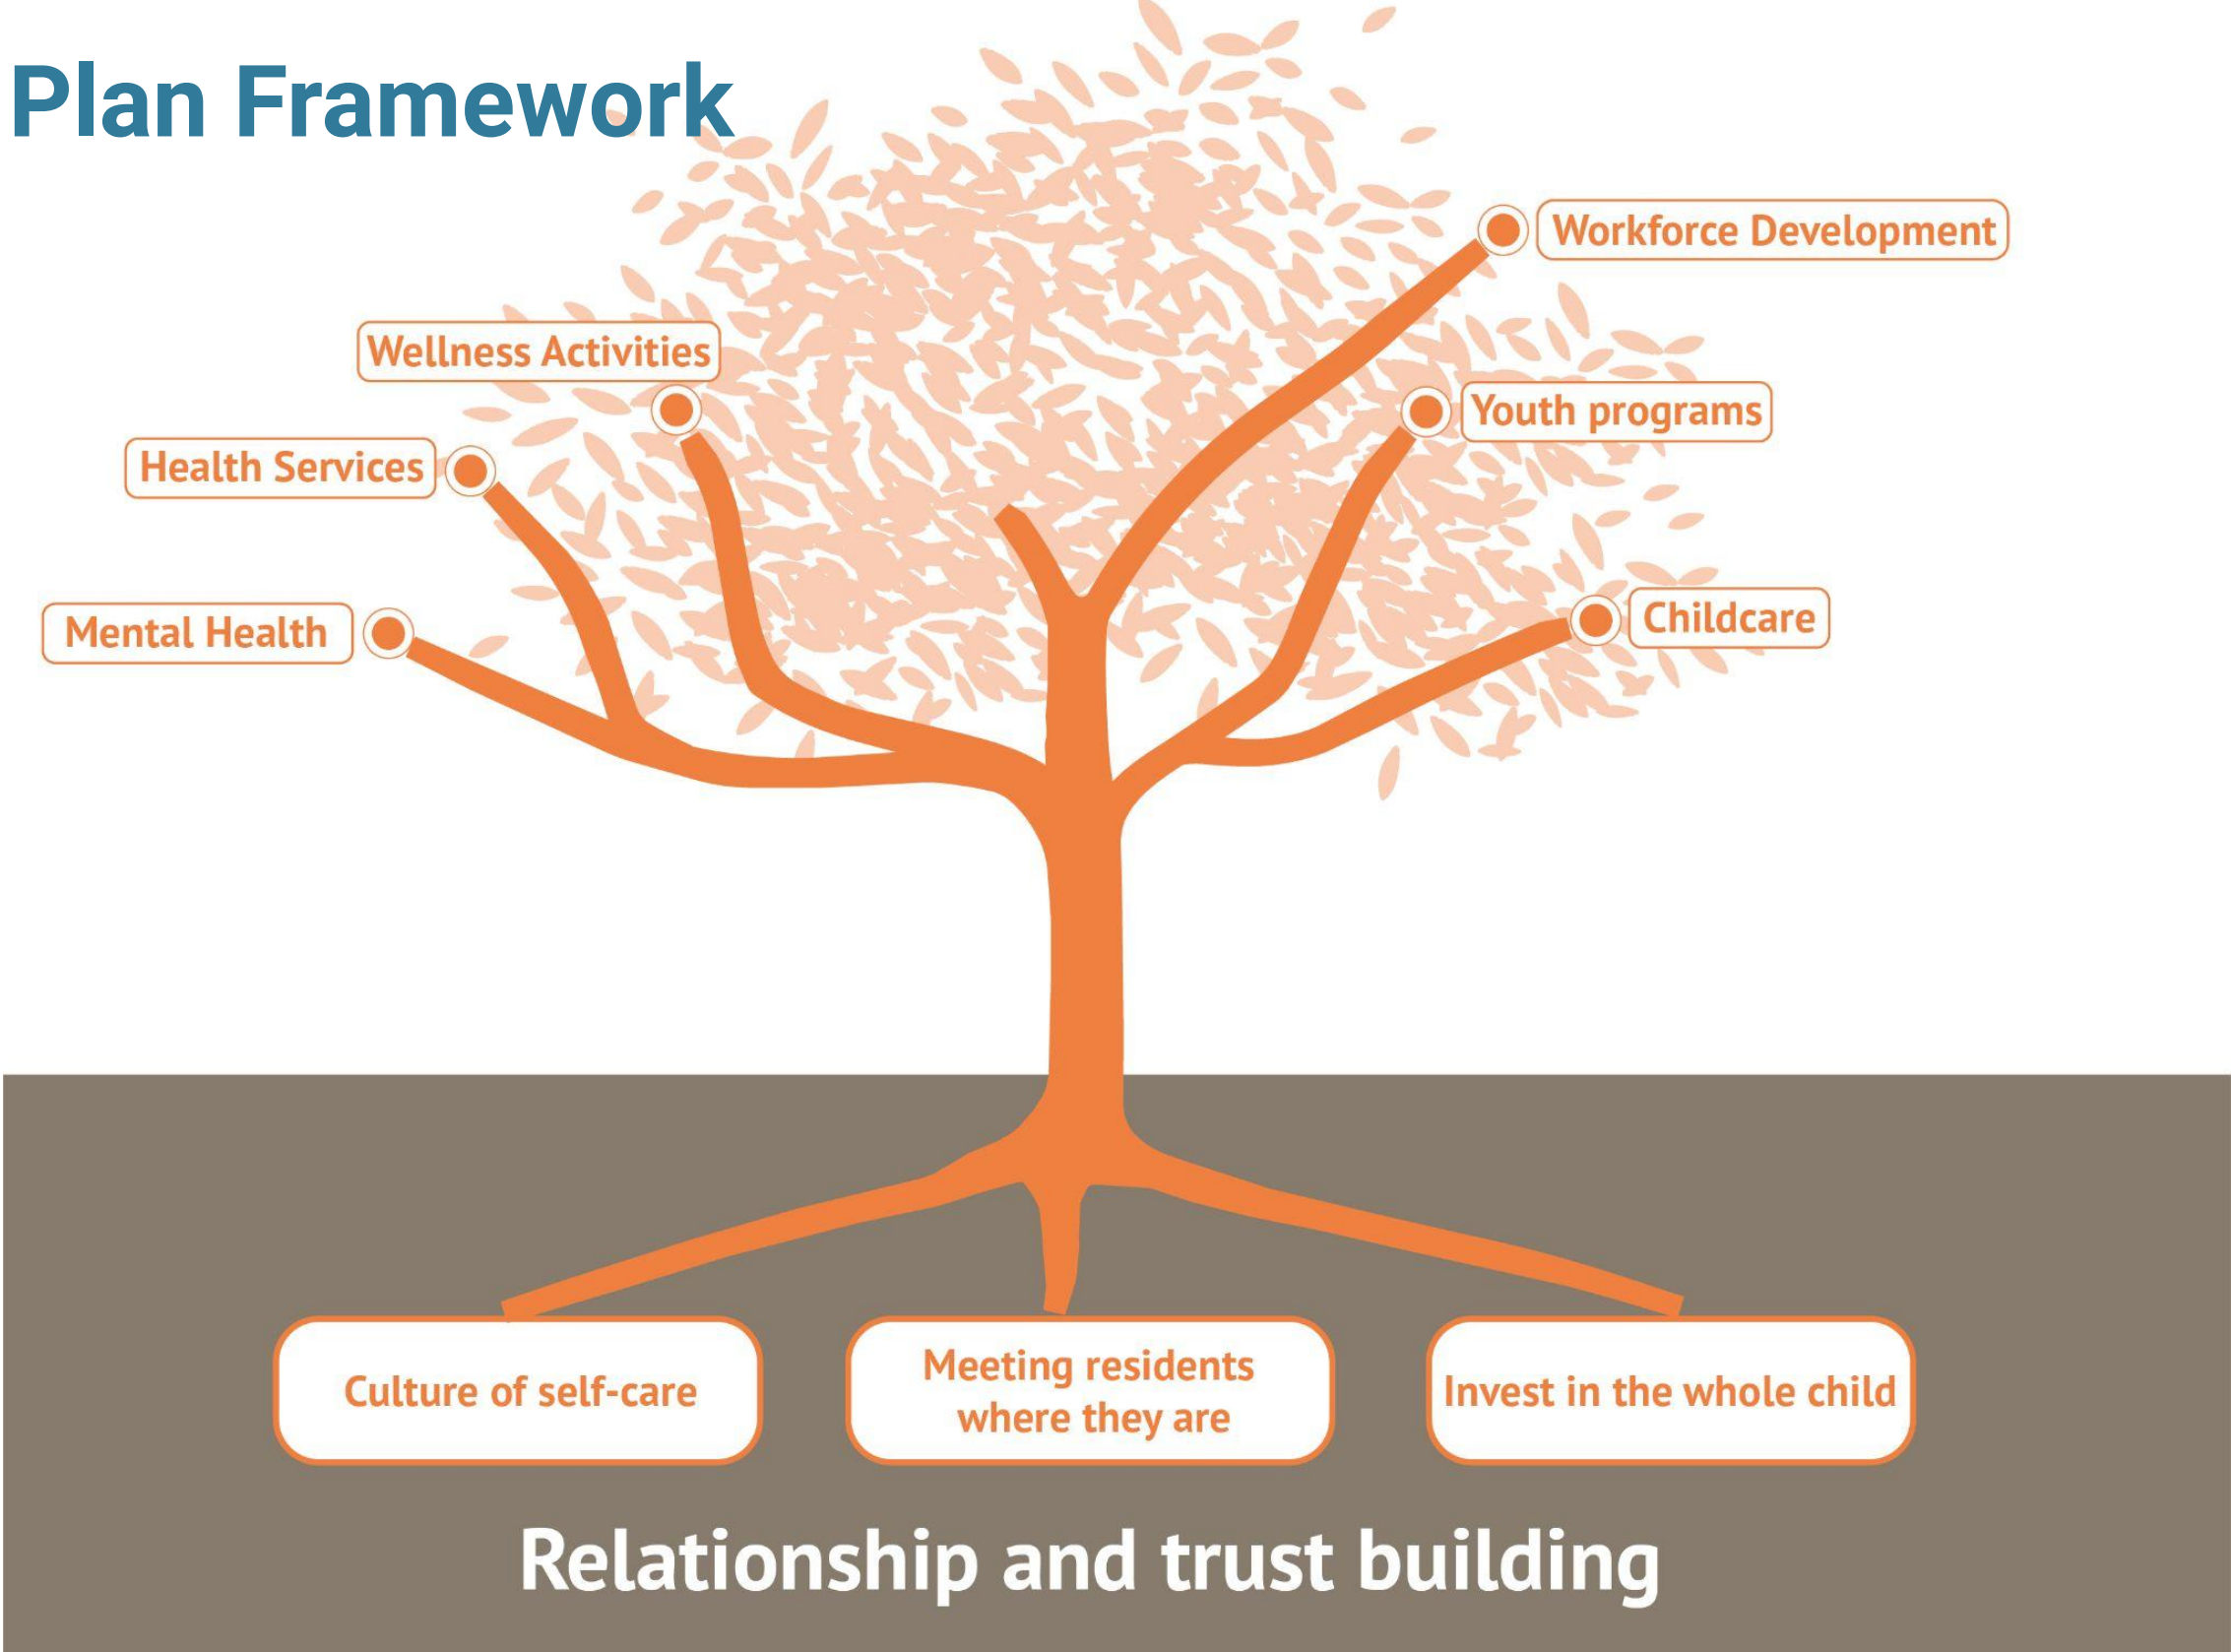 Plan Framework
Workforce Development
Wellness Activities
Youth programs
Health Services
Mental Health
Childcare
Culture of self-care
Meeting residents
where they are
Invest in the whole child
Relationship and trust building